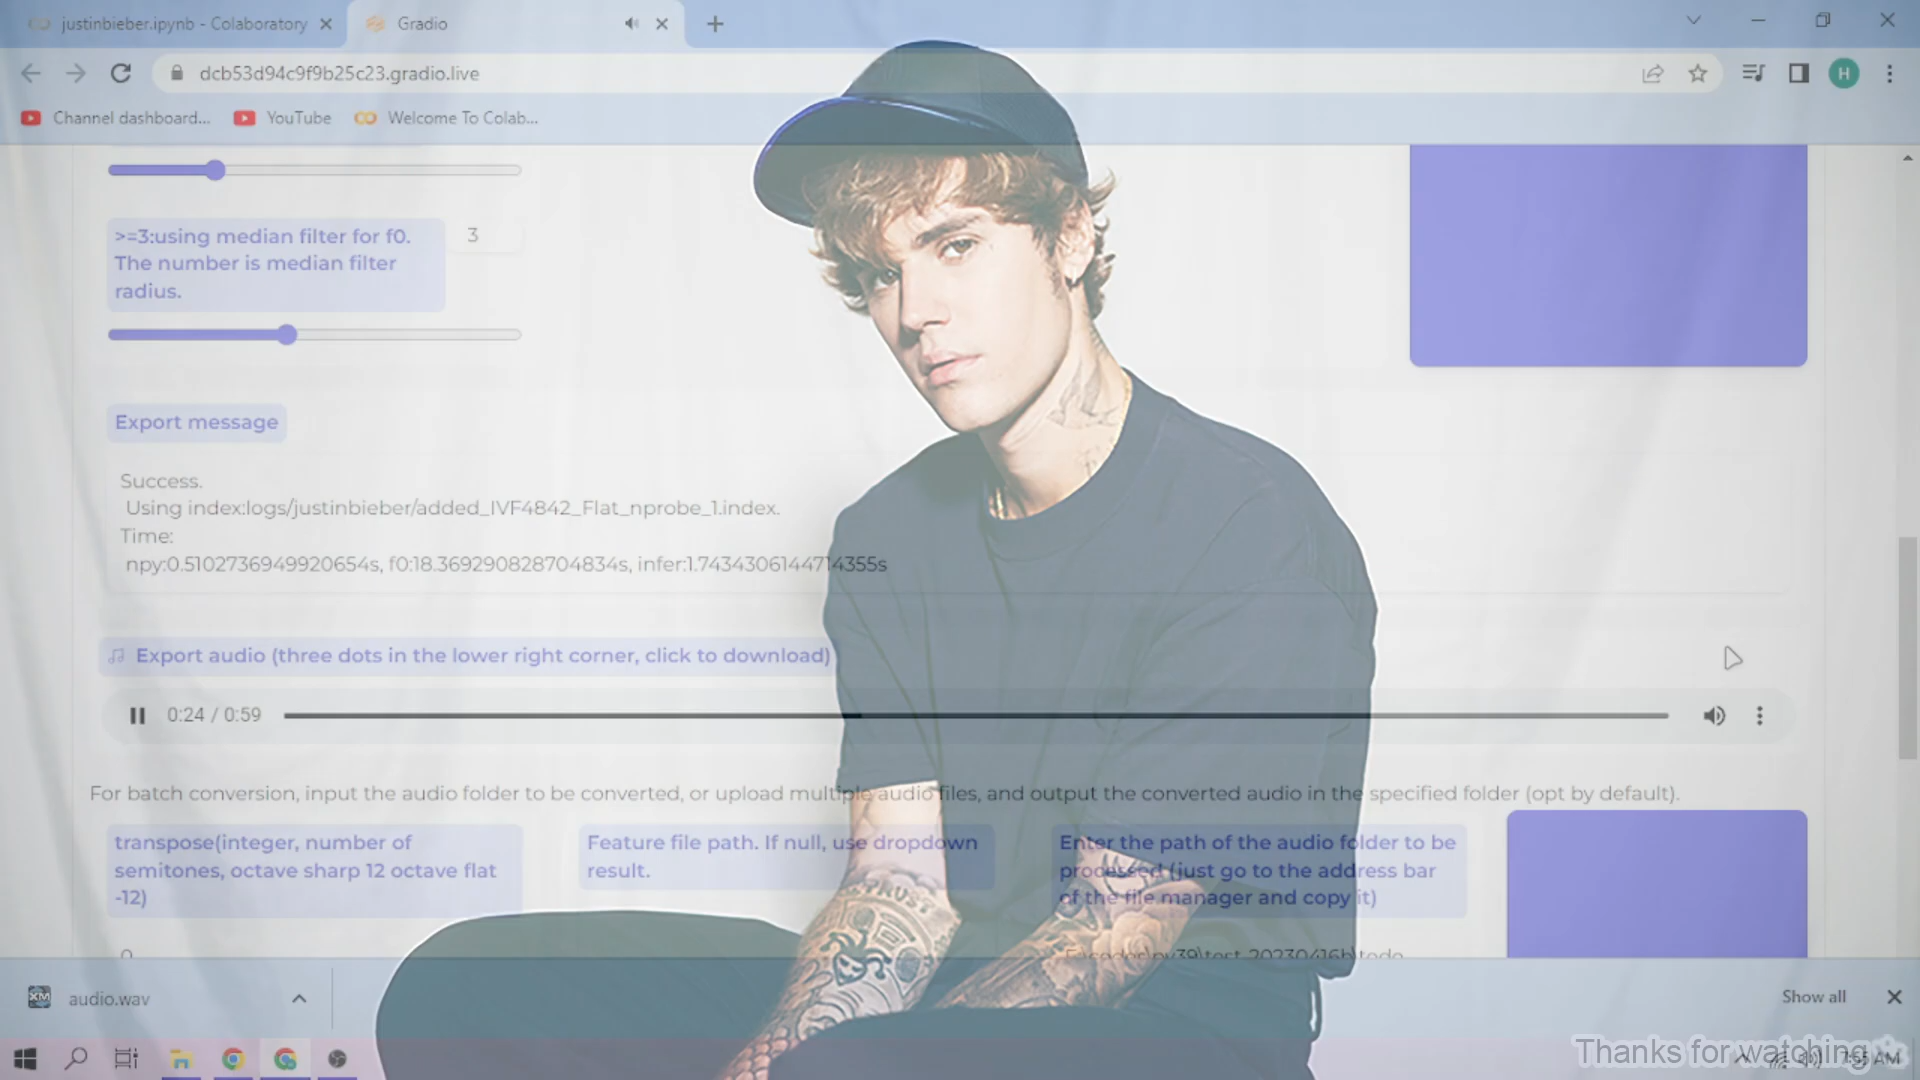 justinbieber.ipynb - Colaboratory
Gradio
dcb53d94c9f9b25c23.gradio.live
H
Channel dashboard...
YouTube
Welcome To Colab...
>=3:using median filter for f0.
The number is median filter
radius.
3
Export message
Success.
Using index:logs/justinbieber/added_IVF4842_Flat_nprobe_1.index.
Time:
npy:0.5102736949920654s, f0:18.369290828704834s, infer:1.7434306144714355s
Export audio (three dots in the lower right corner, click to download)
0:24 / 0:59
For batch conversion, input the audio folder to be converted, or upload multiple audio files, and output the converted audio in the specified folder (opt by default).
transpose(integer, number of
semitones, octave sharp 12 octave flat
-12)
Feature file path. If null, use dropdown
result.
Enter the path of the audio folder to be
processed (just go to the address bar
of the file manager and copy it)
TRUST
XM
audio.wav
Show all
Thanks for watching
7:55 AM